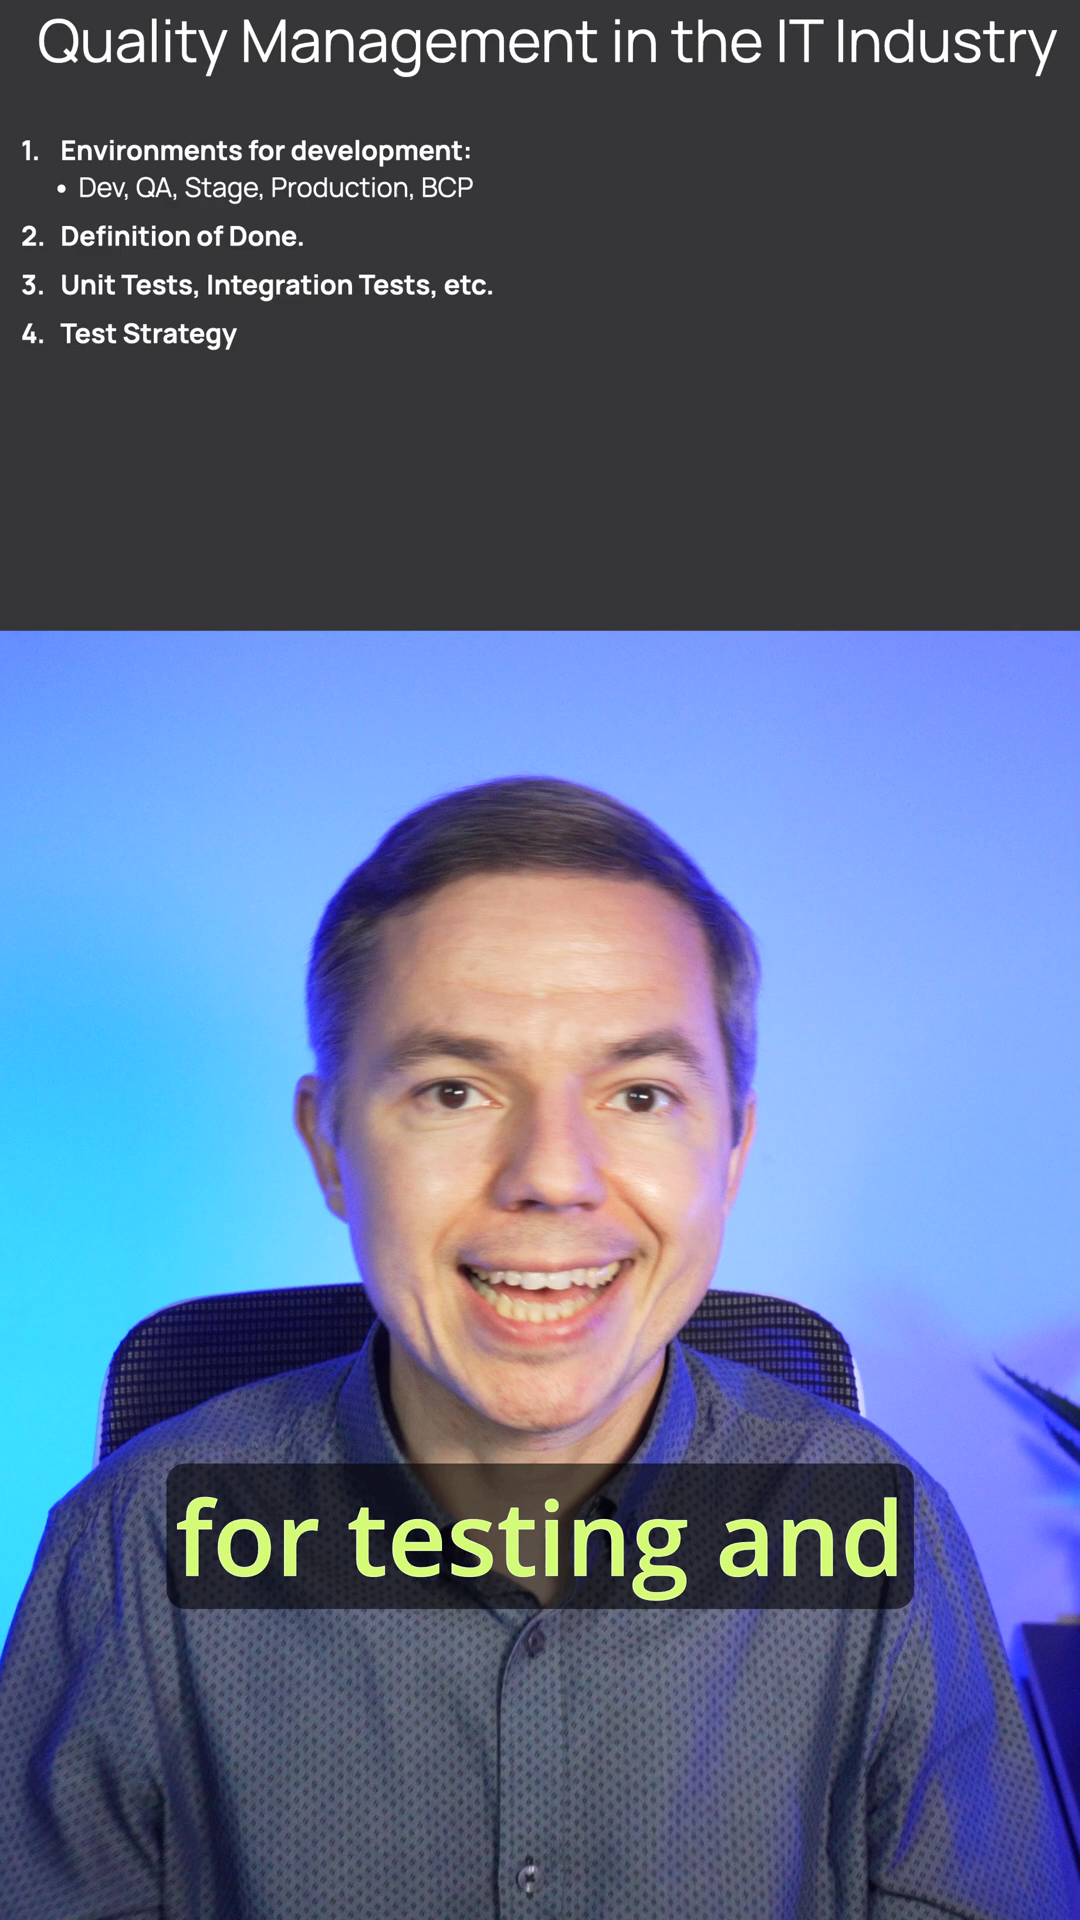 Quality Management in the IT Industry
1. Environments for development:
• Dev, QA, Stage, Production, BCP
2. Definition of Done.
3. Unit Tests, Integration Tests, etc.
4. Test Strategy
for testing and